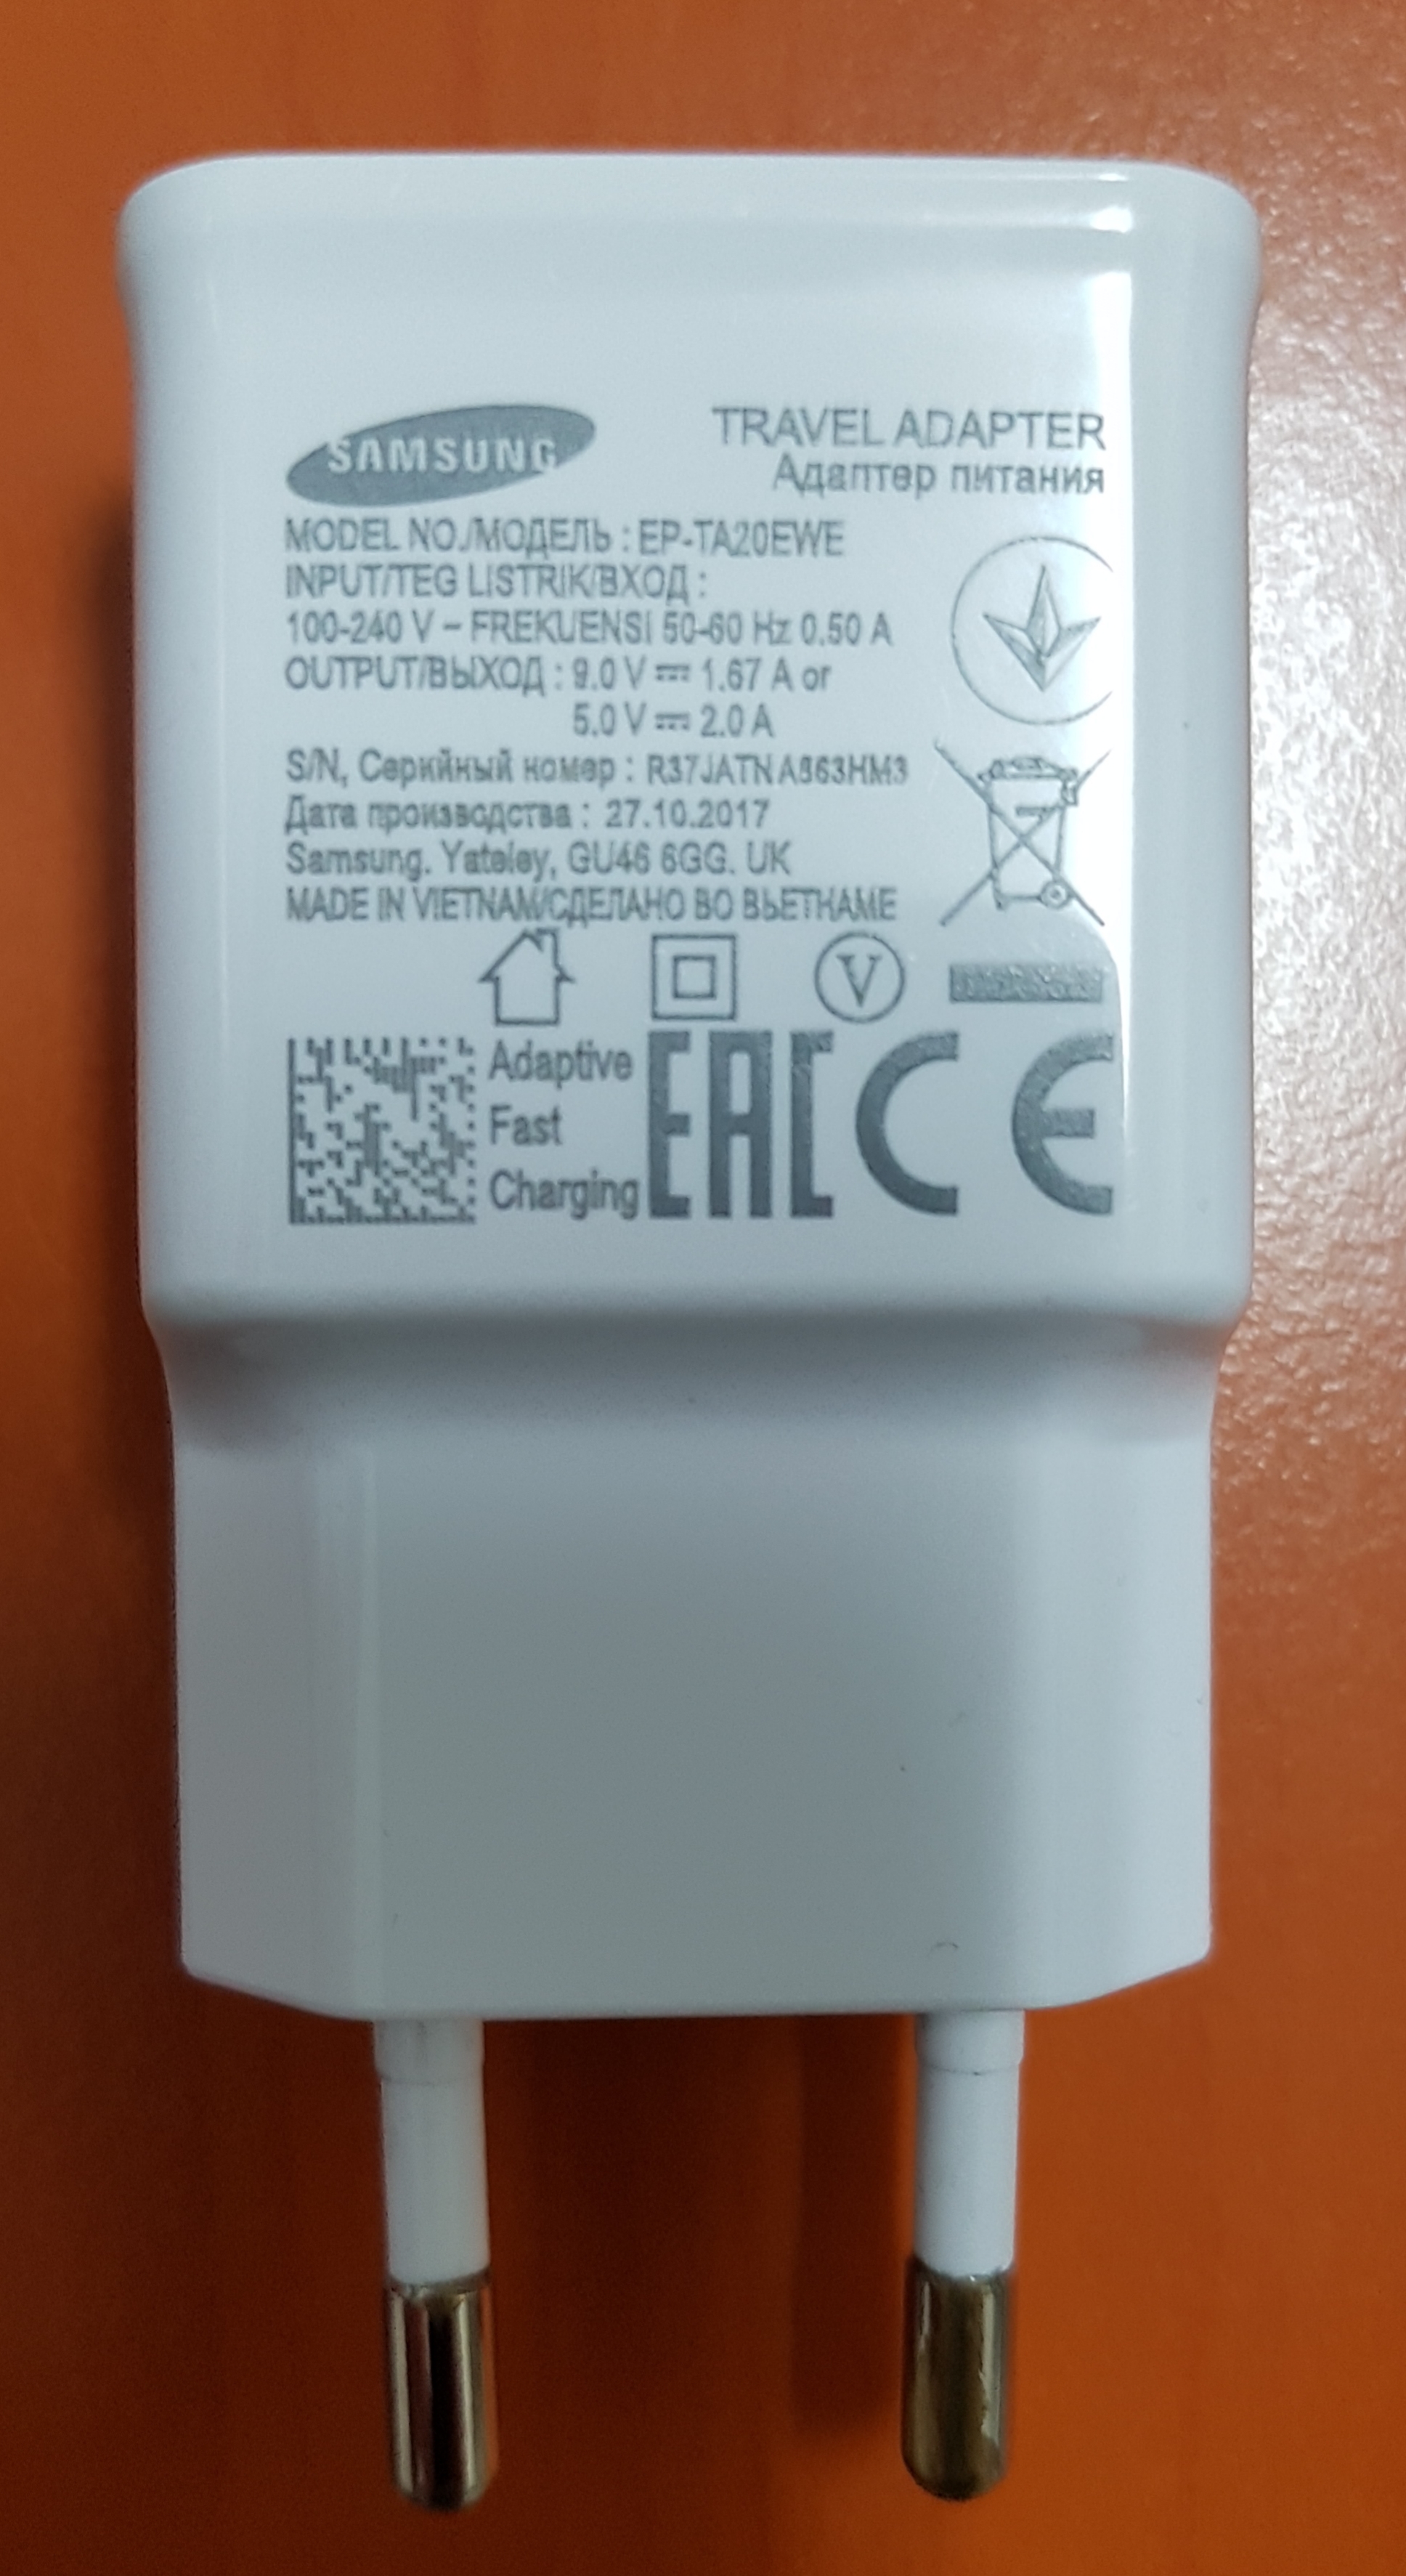 SAMSUNG
TRAVEL ADAPTER
Адаптер питания
MODEL NO./МОДЕЛЬ : EP-TA20EWE
INPUT/TEG LISTRIK/ВХОД :
100-240 V ~ FREKUENSI 50-60 Hz 0.50 A
OUTPUT/ВЫХОД : 9.0 V ⎓ 1.67 A or
5.0 V ⎓ 2.0 A
S/N, Серийный номер :
Дата производства : 27.10.2017
Samsung. Yateley, GU46 6GG. UK
MADE IN VIETNAM/СДЕЛАНО ВО ВЬЕТНАМЕ
V
Adaptive
Fast
Charging
EAC CE